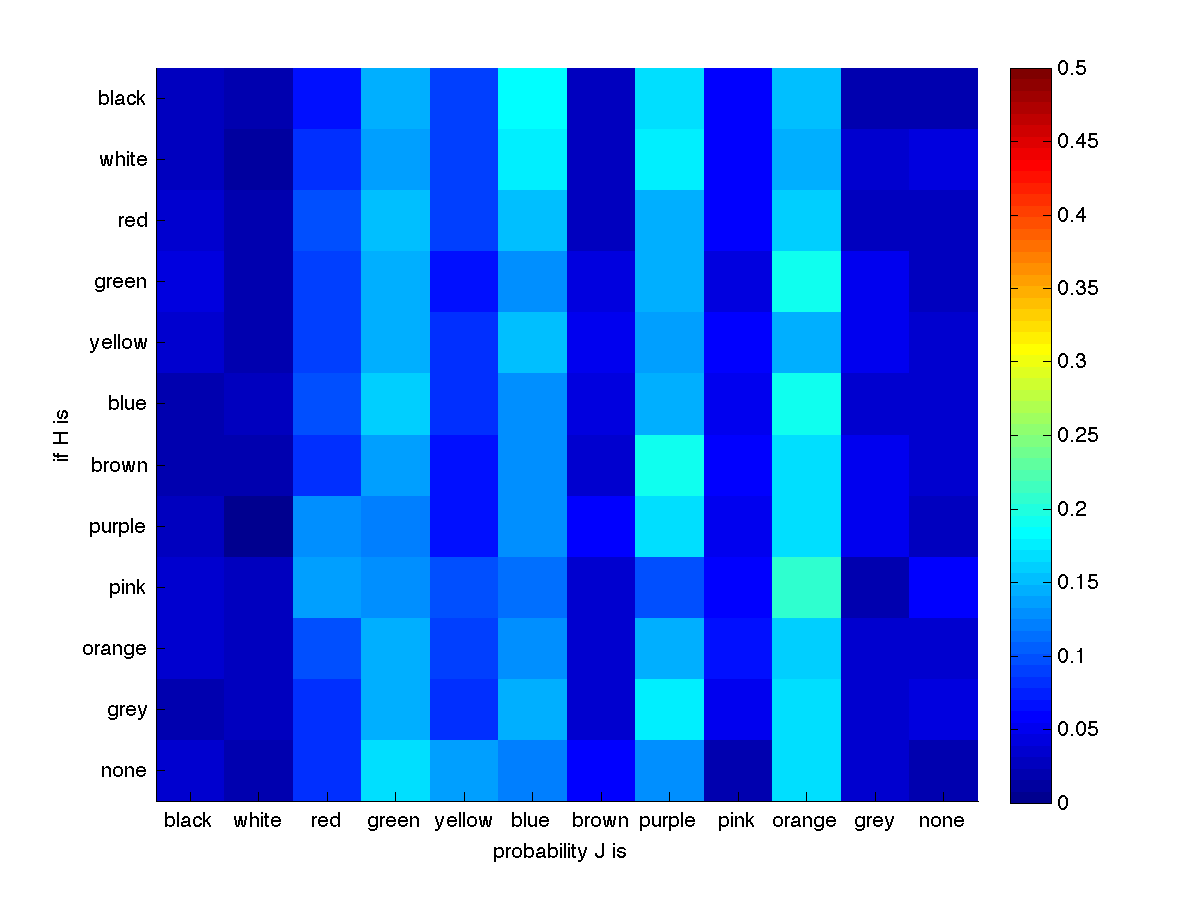 black
white
red
green
yellow
blue
brown
purple
pink
orange
grey
none
if H is
black white red green yellow blue brown purple pink orange grey none
probability J is
0.5
0.45
0.4
0.35
0.3
0.25
0.2
0.15
0.1
0.05
0